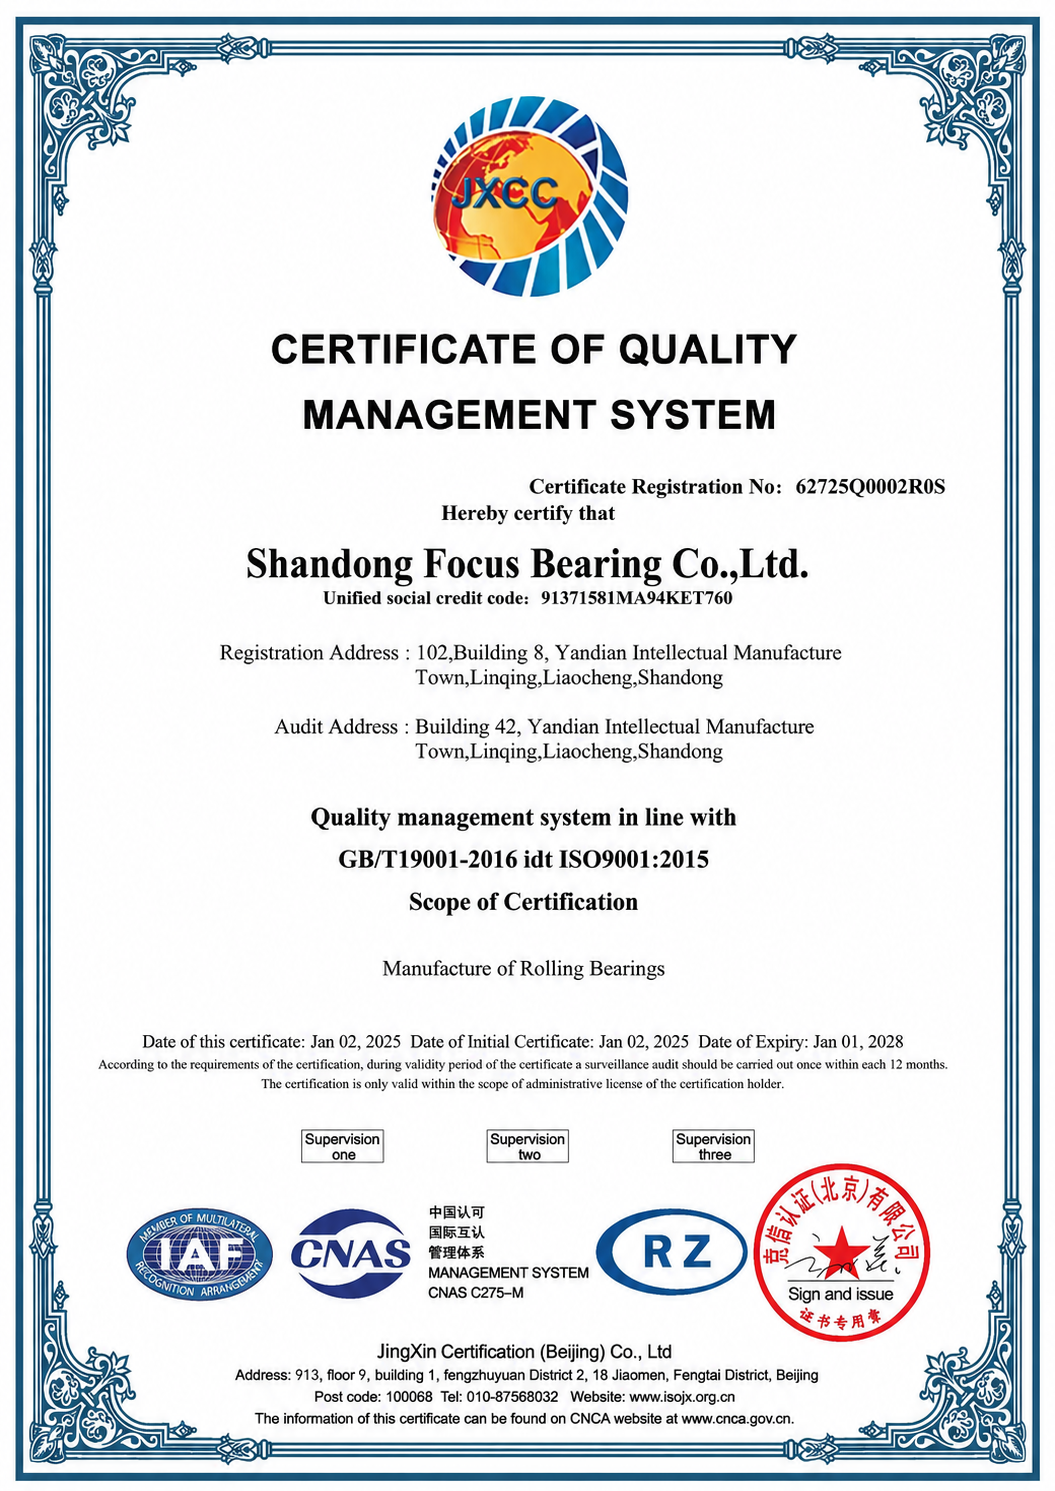 JXCC
CERTIFICATE OF QUALITY
MANAGEMENT SYSTEM
Certificate Registration No：62725Q0002R0S
Hereby certify that
Shandong Focus Bearing Co.,Ltd.
Unified social credit code：91371581MA94KET760
Registration Address : 102,Building 8, Yandian Intellectual Manufacture
Town,Linqing,Liaocheng,Shandong
Audit Address : Building 42, Yandian Intellectual Manufacture
Town,Linqing,Liaocheng,Shandong
Quality management system in line with
GB/T19001-2016 idt ISO9001:2015
Scope of Certification
Manufacture of Rolling Bearings
Date of this certificate: Jan 02, 2025 Date of Initial Certificate: Jan 02, 2025 Date of Expiry: Jan 01, 2028
According to the requirements of the certification, during validity period of the certificate a surveillance audit should be carried out once within each 12 months.
The certification is only valid within the scope of administrative license of the certification holder.
Supervision
one
Supervision
two
Supervision
three
MEMBER OF MULTILATERAL
IAF
RECOGNITION ARRANGEMENT
CNAS
中国认可
国际互认
管理体系
MANAGEMENT SYSTEM
CNAS C275-M
RZ
信认证(北京)有限公司
Sign and issue
证书专用章
JingXin Certification (Beijing) Co., Ltd
Address: 913, floor 9, building 1, fengzhuyuan District 2, 18 Jiaomen, Fengtai District, Beijing
Post code: 100068 Tel: 010-87568032 Website: www.isojx.org.cn
The information of this certificate can be found on CNCA website at www.cnca.gov.cn.